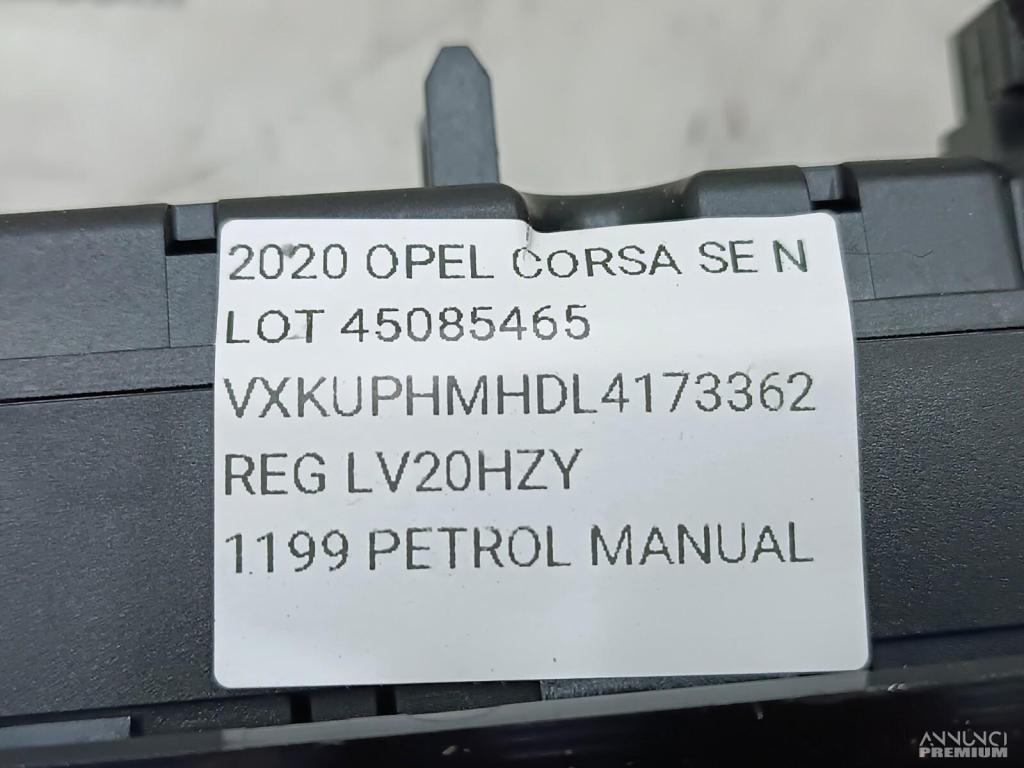 2020 OPEL CORSA SE N
LOT 45085465
VXKUPHMHDL4173362
REG LV20HZY
1199 PETROL MANUAL
ANNUNCI
PREMIUM